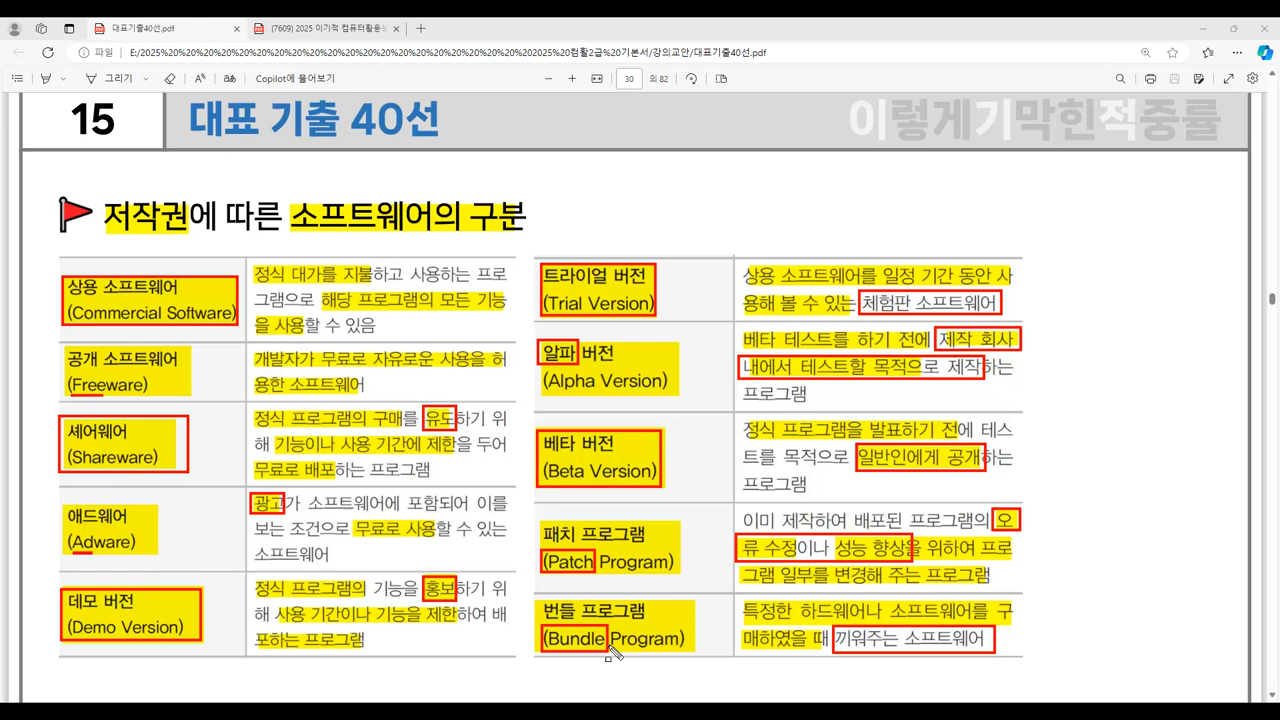 대표기출40선.pdf
(7609) 2025 이기적 컴퓨터활용능
파일
E:/2025%20%20%20%20%20%20%20%20%20%20%20%20%202025%20컴활2급%20기본서/강의교안/대표기출40선.pdf
그리기
aあ
Copilot에 물어보기
30
의 82
15
대표 기출 40선
이렇게기막힌적중률
저작권에 따른 소프트웨어의 구분
상용 소프트웨어
(Commercial Software)
정식 대가를 지불하고 사용하는 프로
그램으로 해당 프로그램의 모든 기능
을 사용할 수 있음
공개 소프트웨어
(Freeware)
개발자가 무료로 자유로운 사용을 허
용한 소프트웨어
셰어웨어
(Shareware)
정식 프로그램의 구매를 유도하기 위
해 기능이나 사용 기간에 제한을 두어
무료로 배포하는 프로그램
애드웨어
(Adware)
광고가 소프트웨어에 포함되어 이를
보는 조건으로 무료로 사용할 수 있는
소프트웨어
데모 버전
(Demo Version)
정식 프로그램의 기능을 홍보하기 위
해 사용 기간이나 기능을 제한하여 배
포하는 프로그램
트라이얼 버전
(Trial Version)
상용 소프트웨어를 일정 기간 동안 사
용해 볼 수 있는 체험판 소프트웨어
알파 버전
(Alpha Version)
베타 테스트를 하기 전에 제작 회사
내에서 테스트할 목적으로 제작하는
프로그램
베타 버전
(Beta Version)
정식 프로그램을 발표하기 전에 테스
트를 목적으로 일반인에게 공개하는
프로그램
패치 프로그램
(Patch Program)
이미 제작하여 배포된 프로그램의 오
류 수정이나 성능 향상을 위하여 프로
그램 일부를 변경해 주는 프로그램
번들 프로그램
(Bundle Program)
특정한 하드웨어나 소프트웨어를 구
매하였을 때 끼워주는 소프트웨어